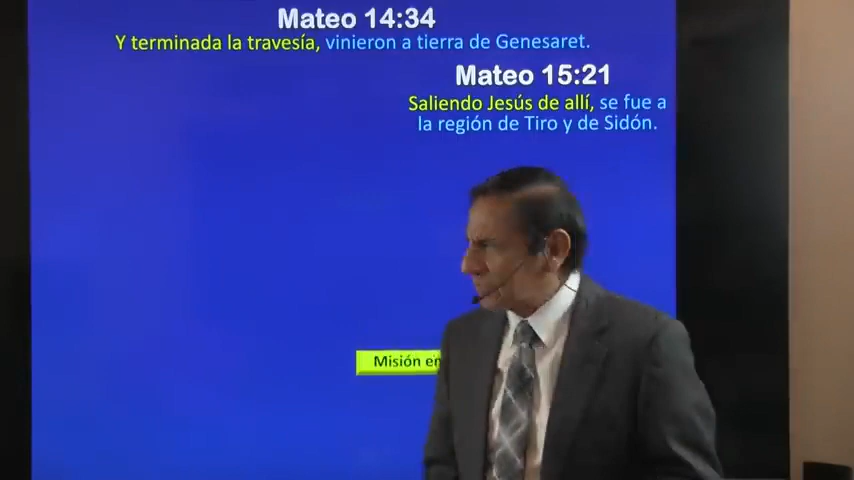 Mateo 14:34
Y terminada la travesía, vinieron a tierra de Genesaret.
Mateo 15:21
Saliendo Jesús de allí, se fue a
la región de Tiro y de Sidón.
Misión en